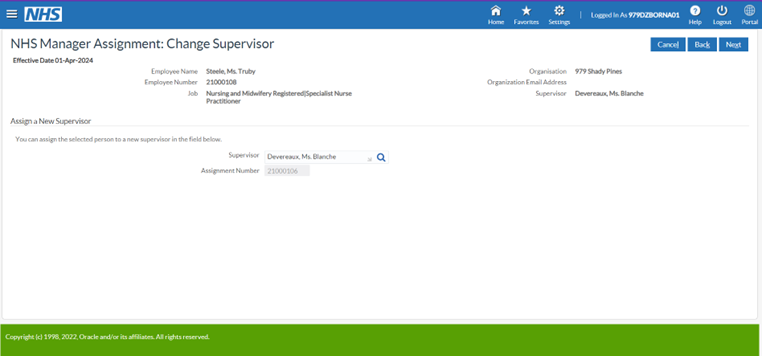 NHS
Home
Favorites
Settings
Logged In As 979DZBORNA01
Help
Logout
Portal
NHS Manager Assignment: Change Supervisor
Cancel
Back
Next
Effective Date 01-Apr-2024
Employee Name Steele, Ms. Truby
Employee Number 21000108
Job Nursing and Midwifery Registered|Specialist Nurse
Practitioner
Organisation 979 Shady Pines
Organization Email Address
Supervisor Devereaux, Ms. Blanche
Assign a New Supervisor
You can assign the selected person to a new supervisor in the field below.
Supervisor Devereaux, Ms. Blanche
Assignment Number 21000106
Copyright (c) 1998, 2022, Oracle and/or its affiliates. All rights reserved.